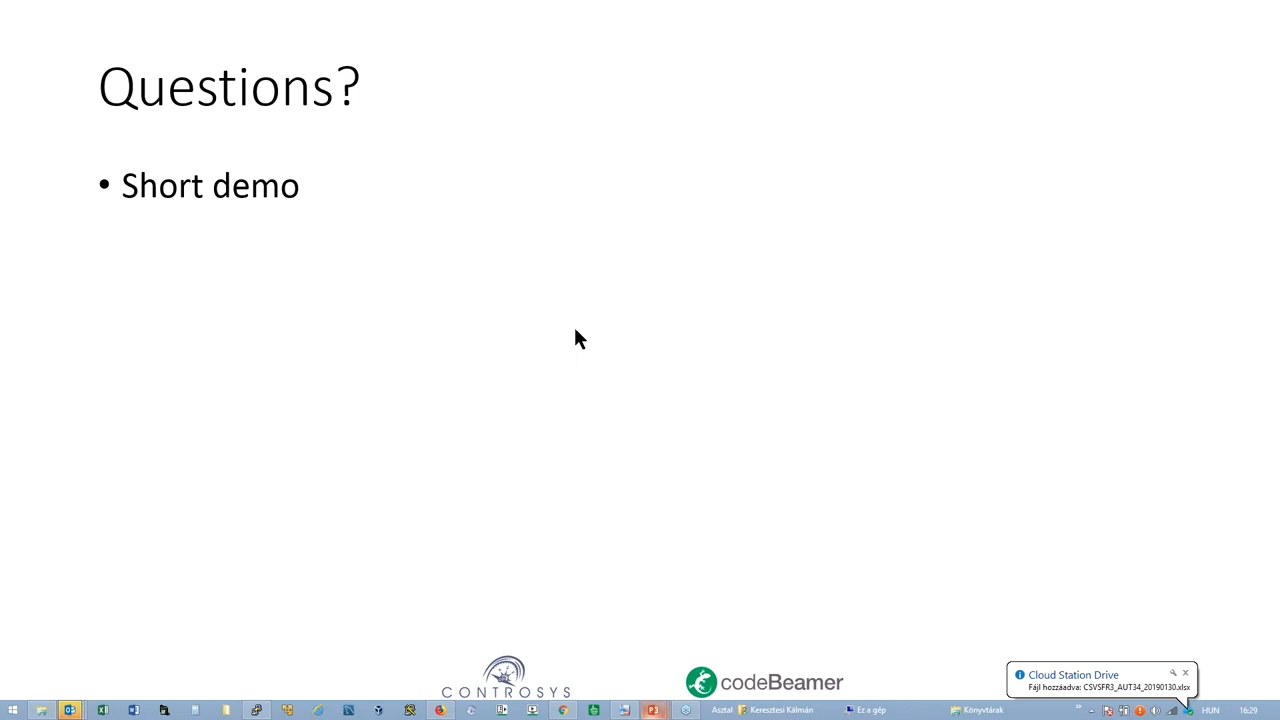 Questions?
• Short demo
CONTROSYS
codeBeamer
Cloud Station Drive
Fájl hozzáadva: CSVSFR3_AUT34_20190130.xlsx
Asztal Keresztesi Kálmán Ez a gép Könyvtárak HUN 16:29